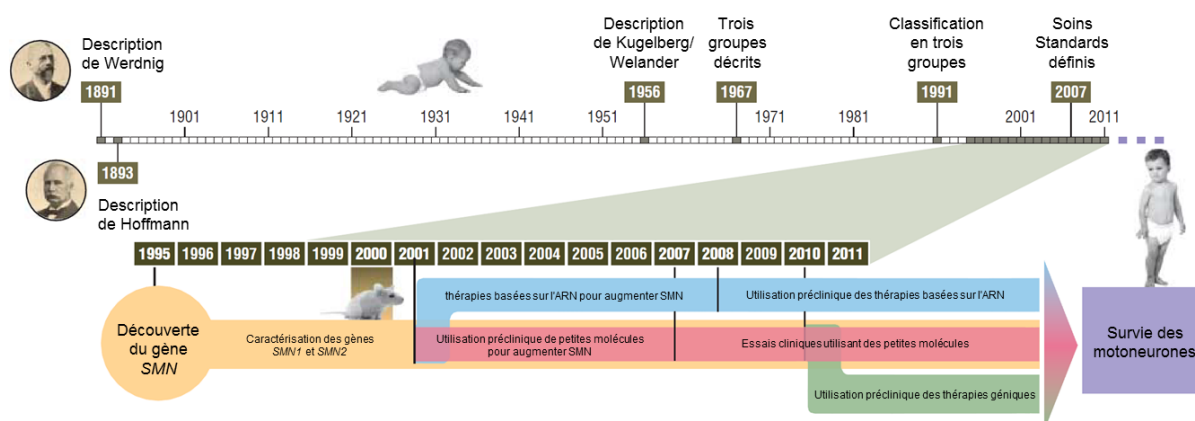 Description
de Werdnig
1891
Description
de Kugelberg/
Welander
1956
Trois
groupes
décrits
1967
Classification
en trois
groupes
1991
Soins
Standards
définis
2007
1901 1911 1921 1931 1941 1951 1971 1981 2001 2011
1893
Description
de Hoffmann
1995 1996 1997 1998 1999 2000 2001 2002 2003 2004 2005 2006 2007 2008 2009 2010 2011
Découverte
du gène
SMN
Caractérisation des gènes
SMN1 et SMN2
thérapies basées sur l'ARN pour augmenter SMN
Utilisation préclinique des thérapies basées sur l'ARN
Utilisation préclinique de petites molécules
pour augmenter SMN
Essais cliniques utilisant des petites molécules
Utilisation préclinique des thérapies géniques
Survie des
motoneurones